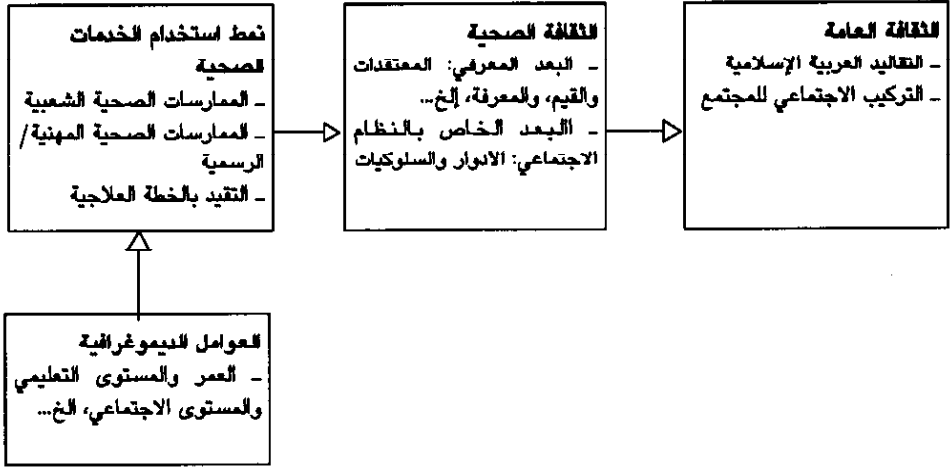 الثقافة العامة
- التقاليد العربية الإسلامية
- التركيب الاجتماعي للمجتمع
الثقافة الصحية
- البعد المعرفي: المعتقدات
والقيم، والمعرفة، إلخ...
- االبعد الخاص بالنظام
الاجتماعي: الأدوار والسلوكيات
نمط استخدام الخدمات
الصحية
- الممارسات الصحية الشعبية
- الممارسات الصحية المهنية/
الرسمية
- التقيد بالخطة العلاجية
العوامل الديموغرافية
- العمر والمستوى التعليمي
والمستوى الاجتماعي، الخ...